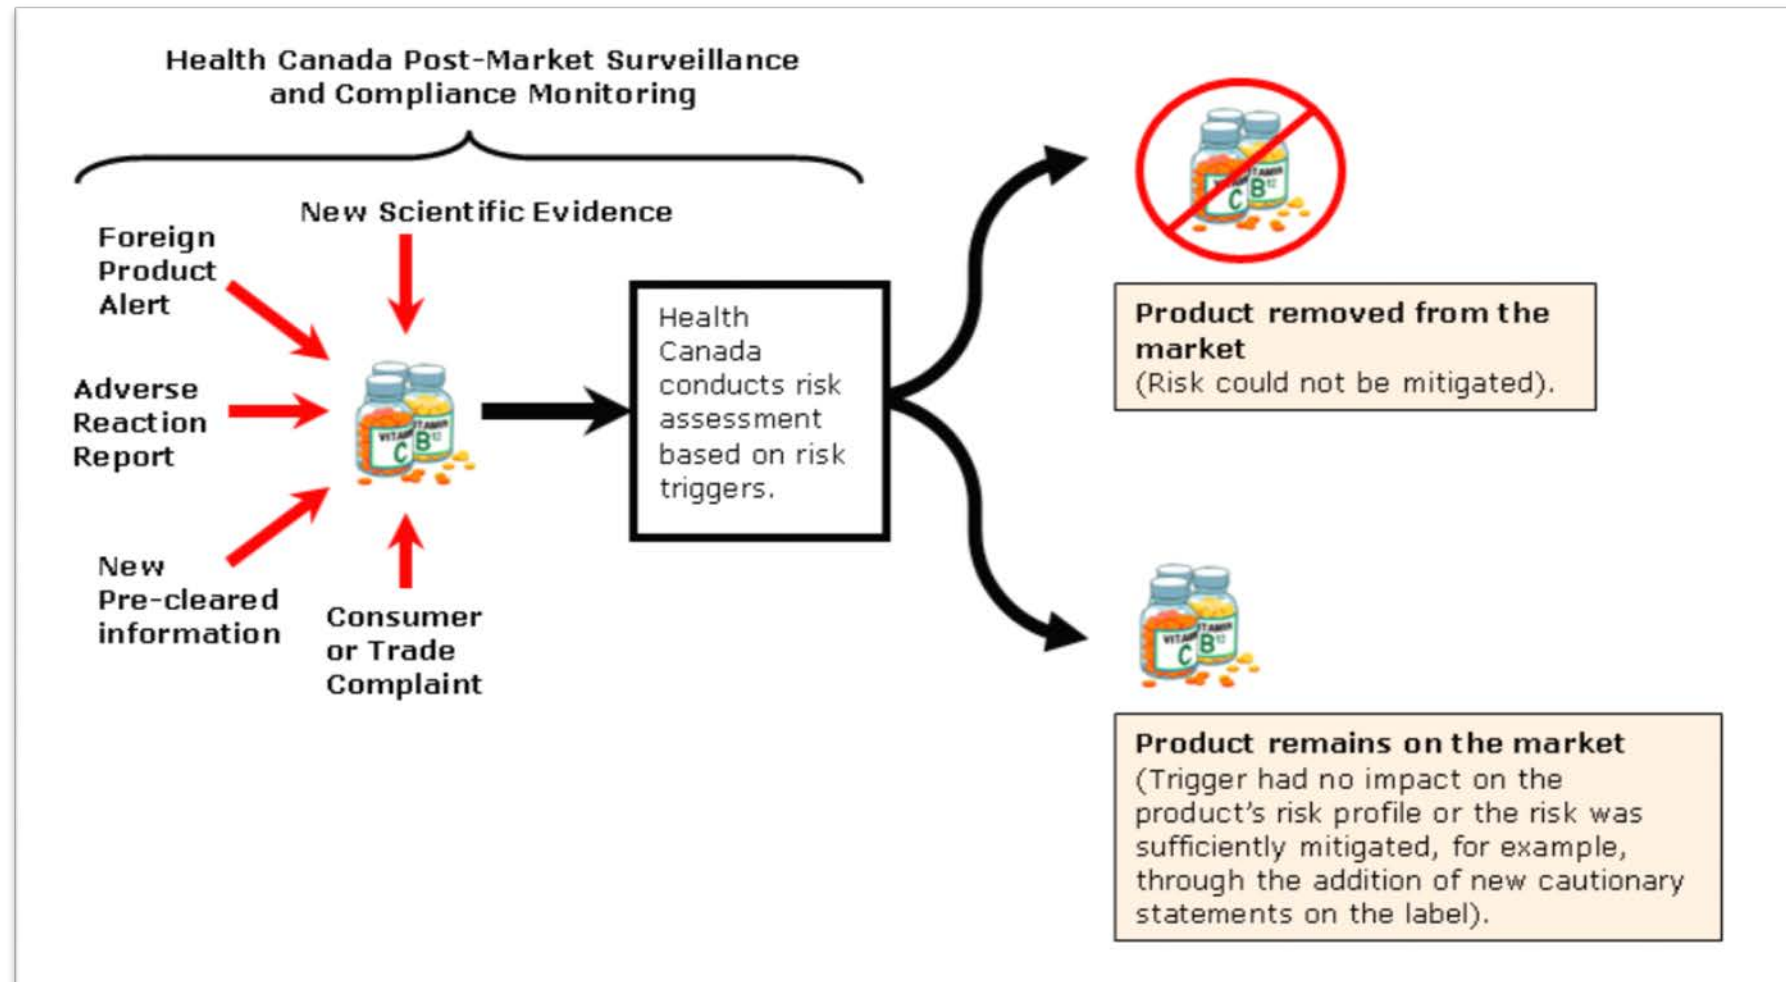 Health Canada Post-Market Surveillance
and Compliance Monitoring
New Scientific Evidence
Foreign
Product
Alert
Adverse
Reaction
Report
New
Pre-cleared
information
Consumer
or Trade
Complaint
VITAMIN
C
B12
Health
Canada
conducts risk
assessment
based on risk
triggers.
C
B12
Product removed from the
market
(Risk could not be mitigated).
C
B12
Product remains on the market
(Trigger had no impact on the
product's risk profile or the risk was
sufficiently mitigated, for example,
through the addition of new cautionary
statements on the label).